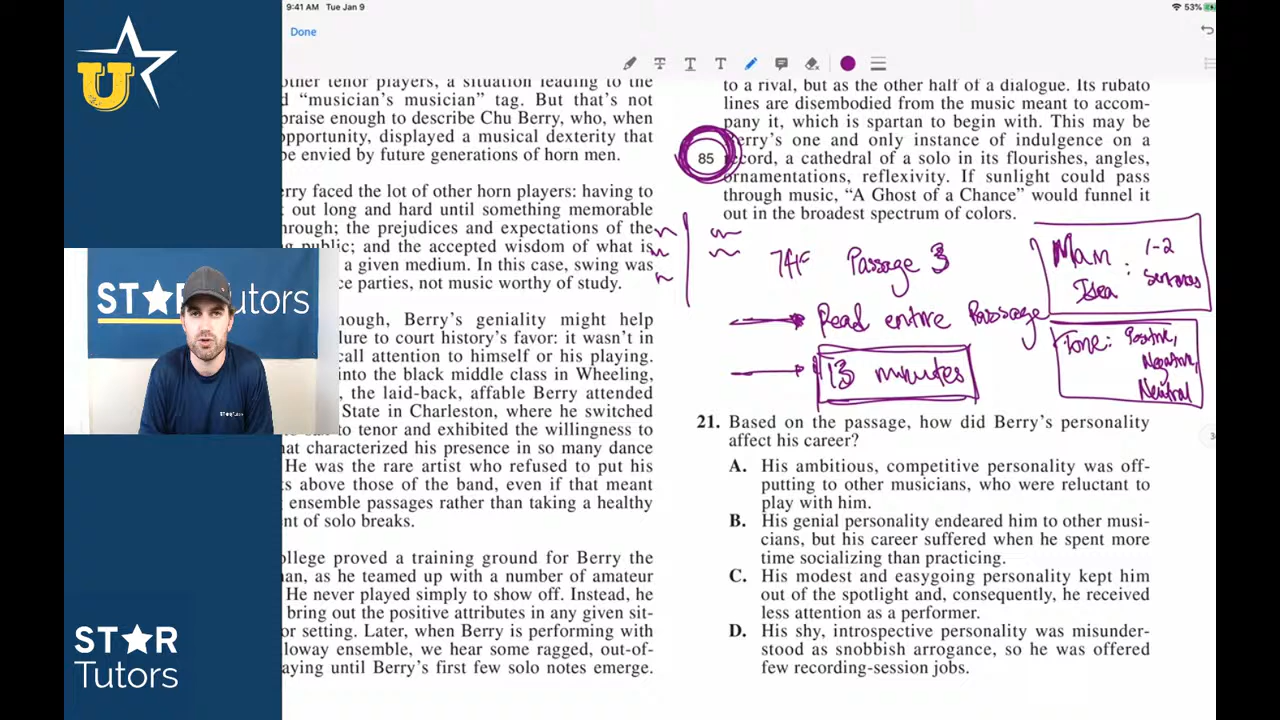 9:41 AM Tue Jan 9
53%
Done
U
STAR Tutors
STAR
Tutors
other tenor players, a situation leading to the
“musician's musician” tag. But that's not
praise enough to describe Chu Berry, who, when
opportunity, displayed a musical dexterity that
be envied by future generations of horn men.
erry faced the lot of other horn players: having to
out long and hard until something memorable
hrough; the prejudices and expectations of the
public; and the accepted wisdom of what is
a given medium. In this case, swing was
ce parties, not music worthy of study.
hough, Berry's geniality might help
lure to court history's favor: it wasn't in
call attention to himself or his playing.
into the black middle class in Wheeling,
, the laid-back, affable Berry attended
State in Charleston, where he switched
to tenor and exhibited the willingness to
hat characterized his presence in so many dance
He was the rare artist who refused to put his
ts above those of the band, even if that meant
ensemble passages rather than taking a healthy
nt of solo breaks.
ollege proved a training ground for Berry the
an, as he teamed up with a number of amateur
He never played simply to show off. Instead, he
bring out the positive attributes in any given sit-
or setting. Later, when Berry is performing with
lloway ensemble, we hear some ragged, out-of-
aying until Berry's first few solo notes emerge.
to a rival, but as the other half of a dialogue. Its rubato
lines are disembodied from the music meant to accom-
pany it, which is spartan to begin with. This may be
Berry's one and only instance of indulgence on a
85 record, a cathedral of a solo in its flourishes, angles,
ornamentations, reflexivity. If sunlight could pass
through music, “A Ghost of a Chance” would funnel it
out in the broadest spectrum of colors.
Passage 3
Read entire Passage
13 minutes
Main Idea : 1-2 sentences
Tone: Positive,
Negative,
Neutral
21. Based on the passage, how did Berry's personality
affect his career?
A. His ambitious, competitive personality was off-
putting to other musicians, who were reluctant to
play with him.
B. His genial personality endeared him to other musi-
cians, but his career suffered when he spent more
time socializing than practicing.
C. His modest and easygoing personality kept him
out of the spotlight and, consequently, he received
less attention as a performer.
D. His shy, introspective personality was misunder-
stood as snobbish arrogance, so he was offered
few recording-session jobs.